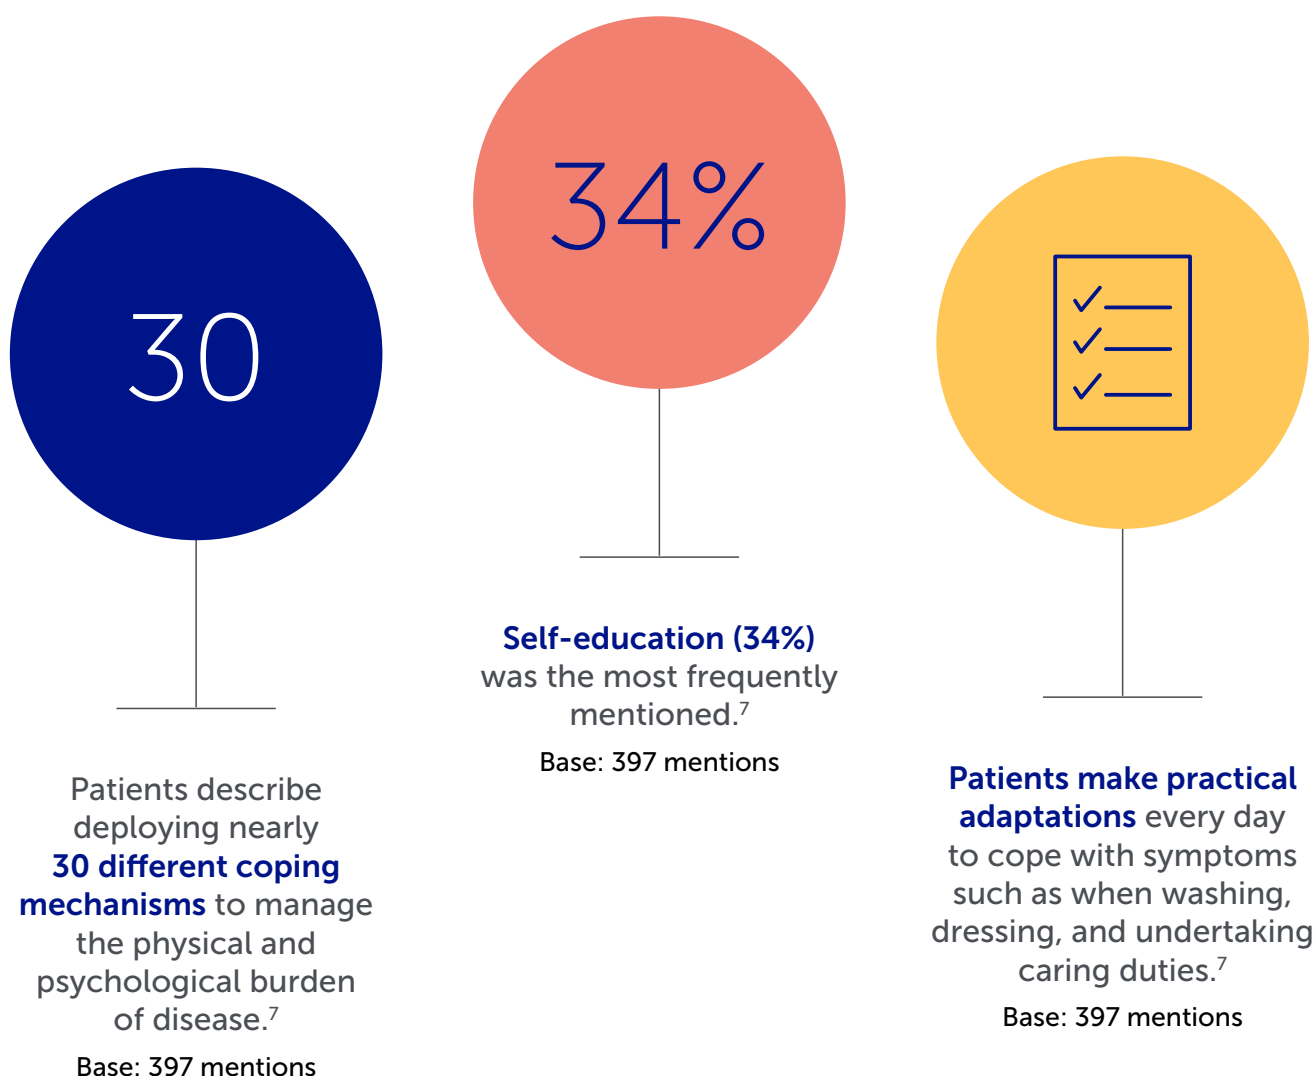 30
Patients describe
deploying nearly
30 different coping
mechanisms to manage
the physical and
psychological burden
of disease.7
Base: 397 mentions
34%
Self-education (34%)
was the most frequently
mentioned.7
Base: 397 mentions
Patients make practical
adaptations every day
to cope with symptoms
such as when washing,
dressing, and undertaking
caring duties.7
Base: 397 mentions